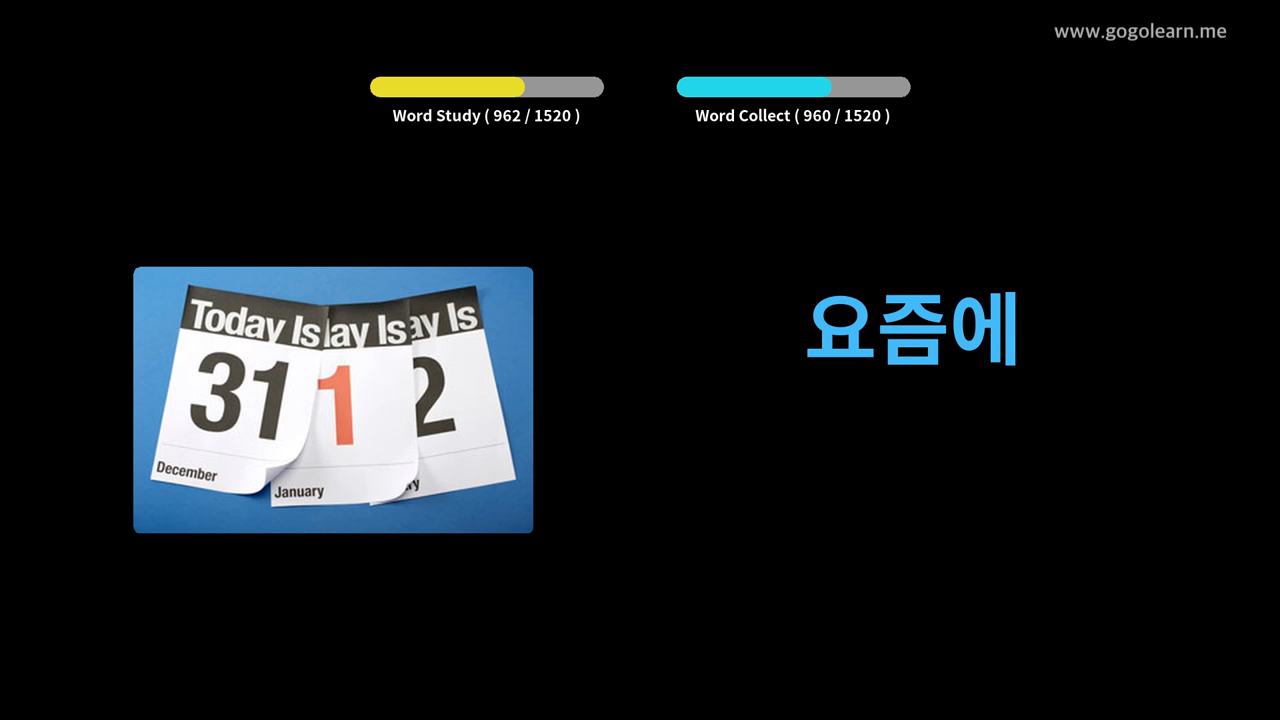 www.gogolearn.me
Word Study ( 962 / 1520 )
Word Collect ( 960 / 1520 )
Today Is
31
December
ay Is
1
January
ay Is
2
ry
요즘에